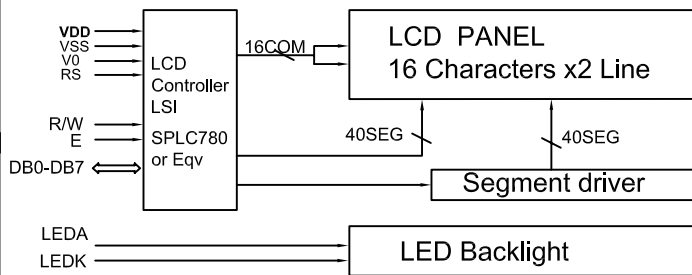 VDD
VSS
V0
RS
R/W
E
DB0-DB7
LCD
Controller
LSI
SPLC780
or Eqv
16COM
LCD PANEL
16 Characters x2 Line
40SEG
40SEG
Segment driver
LEDA
LEDK
LED Backlight